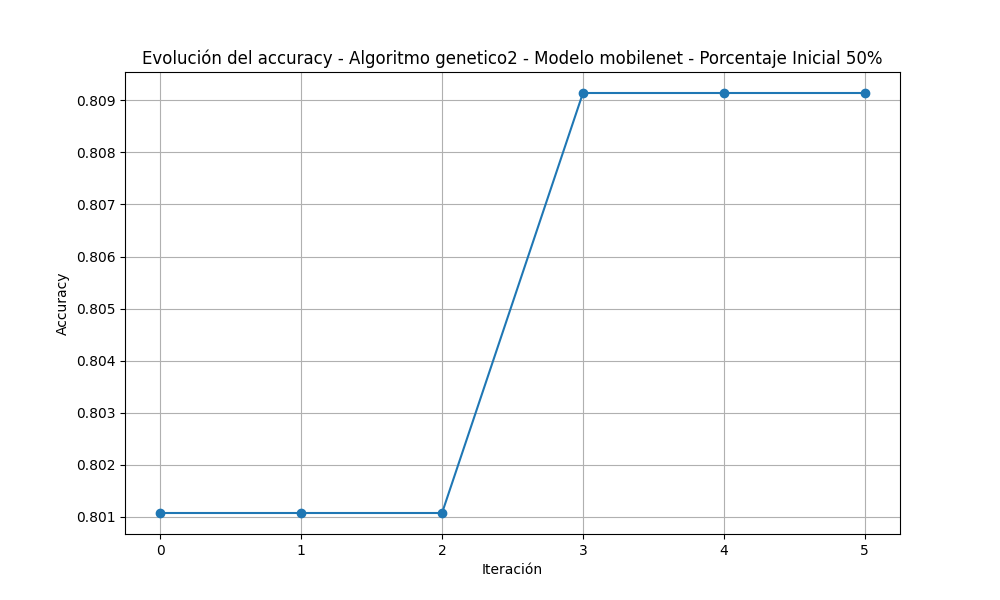 Evolución del accuracy - Algoritmo genetico2 - Modelo mobilenet - Porcentaje Inicial 50%
0.809
0.808
0.807
0.806
0.805
0.804
0.803
0.802
0.801
Accuracy
0 1 2 3 4 5
Iteración